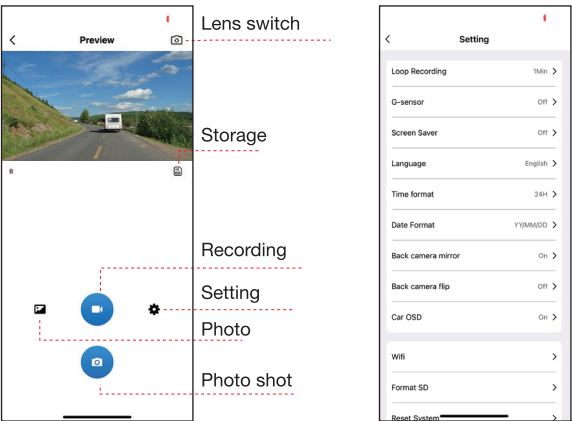 Preview
Lens switch
Storage
B
Recording
Setting
Photo
Photo shot
Setting
Loop Recording 1Min
G-sensor Off
Screen Saver Off
Language English
Time format 24H
Date Format YY/MM/DD
Back camera mirror On
Back camera flip Off
Car OSD On
Wifi
Format SD
Reset System